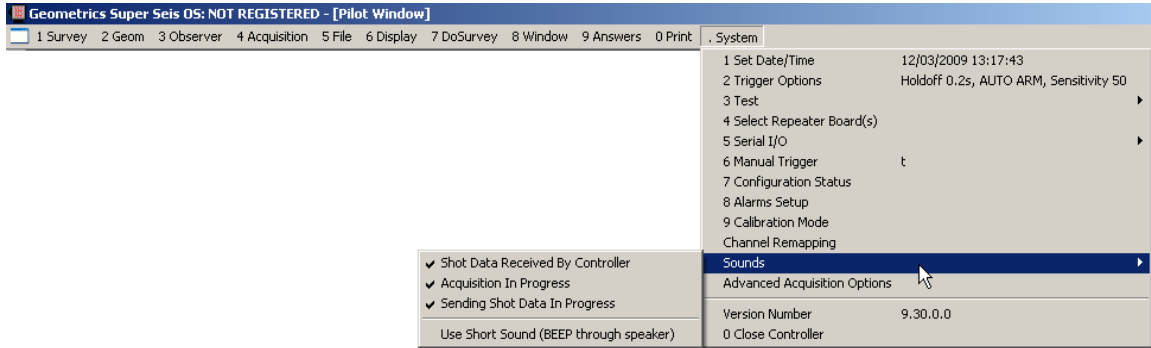 Geometrics Super Seis OS: NOT REGISTERED - [Pilot Window]
1 Survey 2 Geom 3 Observer 4 Acquisition 5 File 6 Display 7 DoSurvey 8 Window 9 Answers 0 Print . System
1 Set Date/Time 12/03/2009 13:17:43
2 Trigger Options Holdoff 0.2s, AUTO ARM, Sensitivity 50
3 Test
4 Select Repeater Board(s)
5 Serial I/O
6 Manual Trigger t
7 Configuration Status
8 Alarms Setup
9 Calibration Mode
Channel Remapping
Sounds
Advanced Acquisition Options
Version Number 9.30.0.0
0 Close Controller
Shot Data Received By Controller
Acquisition In Progress
Sending Shot Data In Progress
Use Short Sound (BEEP through speaker)